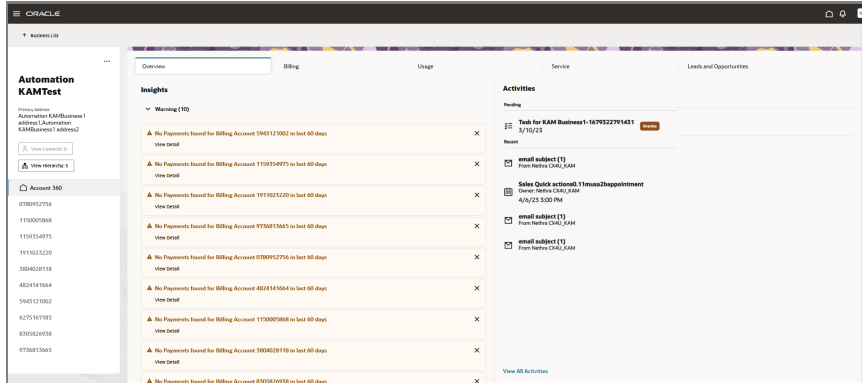 ORACLE
Business List
...
Automation
KAMTest
Primary Address
Automation KAMBusiness1
address1,Automation
KAMBusiness1 address2
View Contacts: 0
View Hierarchy: 5
Account 360
0780952756
1150005868
1159354975
1911023220
3804028118
4824141664
5943121002
6275167185
8305826938
9736813665
Overview
Billing
Usage
Service
Leads and Opportunities
Insights
Warning (10)
No Payments found for Billing Account 5943121002 in last 60 days
View Detail
No Payments found for Billing Account 1159354975 in last 60 days
View Detail
No Payments found for Billing Account 1911023220 in last 60 days
View Detail
No Payments found for Billing Account 9736813665 in last 60 days
View Detail
No Payments found for Billing Account 0780952756 in last 60 days
View Detail
No Payments found for Billing Account 4824141664 in last 60 days
View Detail
No Payments found for Billing Account 1150005868 in last 60 days
View Detail
No Payments found for Billing Account 3804028118 in last 60 days
View Detail
No Payments found for Billing Account 8305826938 in last 60 days
Activities
Pending
Task for KAM Business1-1679322791431
Overdue
3/10/23
Recent
email subject (1)
From Nethra CX4U_KAM
Sales Quick actions0.11musa2bappointment
Owner: Nethra CX4U_KAM
4/6/23 3:00 PM
email subject (1)
From Nethra CX4U_KAM
email subject (1)
From Nethra CX4U_KAM
View All Activities